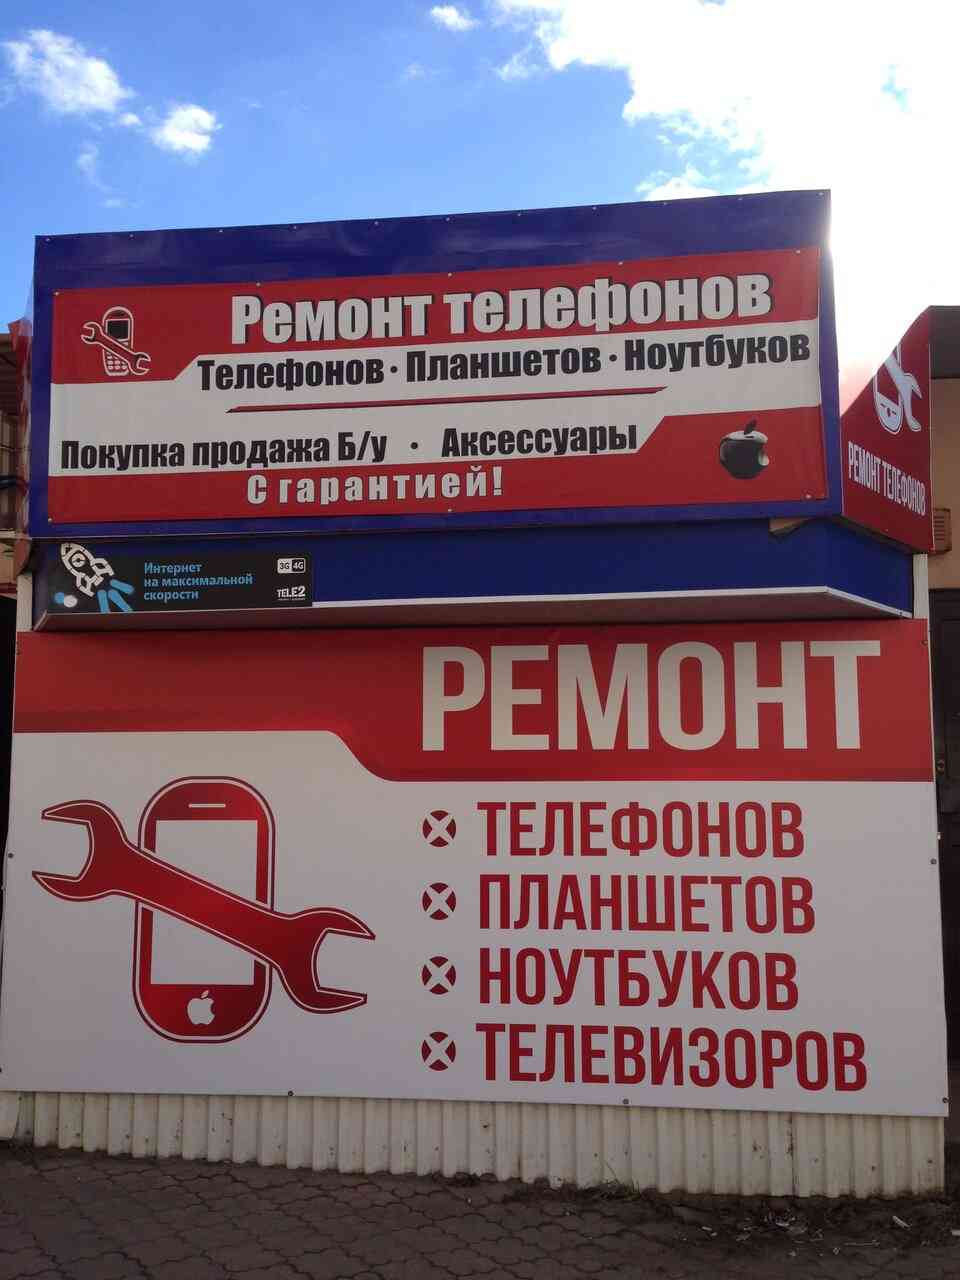 Ремонт телефонов
Телефонов · Планшетов · Ноутбуков
Покупка продажа Б/у · Аксессуары
С гарантией!
РЕМОНТ ТЕЛЕФОНОВ
Интернет
на максимальной
скорости
3G 4G
TELE2
РЕМОНТ
ТЕЛЕФОНОВ
ПЛАНШЕТОВ
НОУТБУКОВ
ТЕЛЕВИЗОРОВ